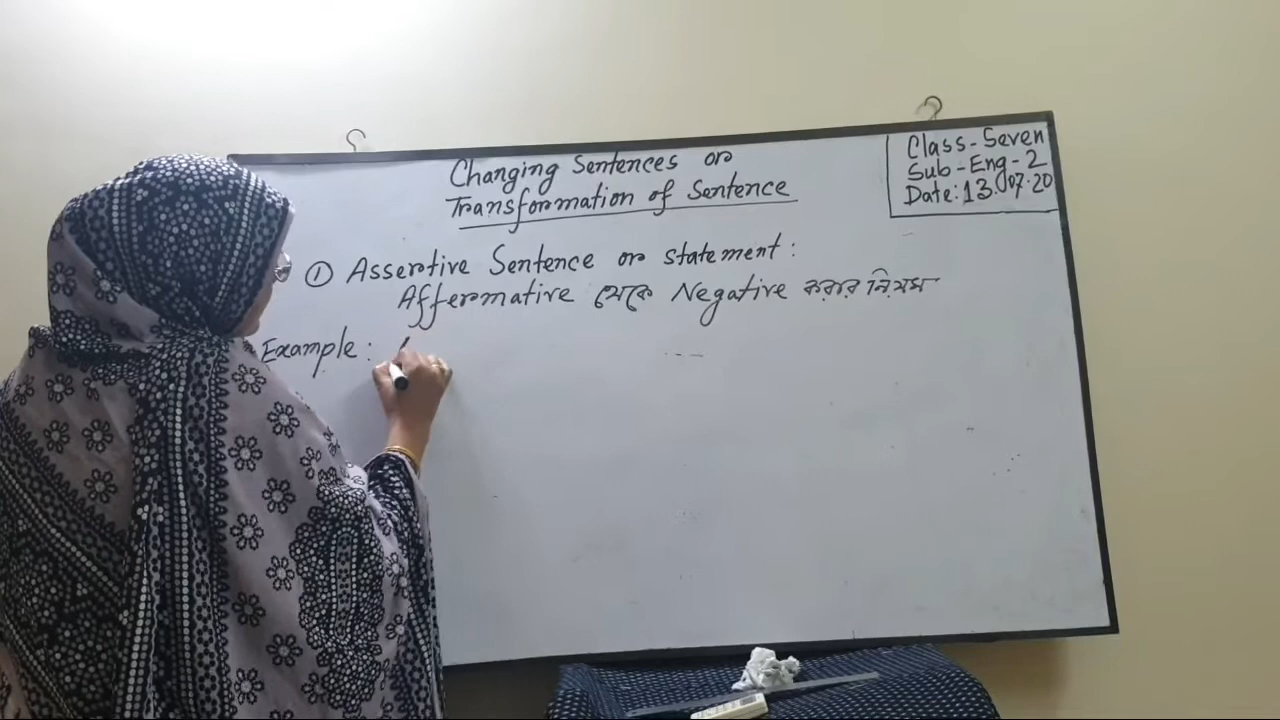 Changing Sentences or
Transformation of Sentence
Class-Seven
Sub-Eng-2
Date: 13.07.20
① Assertive Sentence or statement:
Affermative থেকে Negative করার নিয়ম
Example: